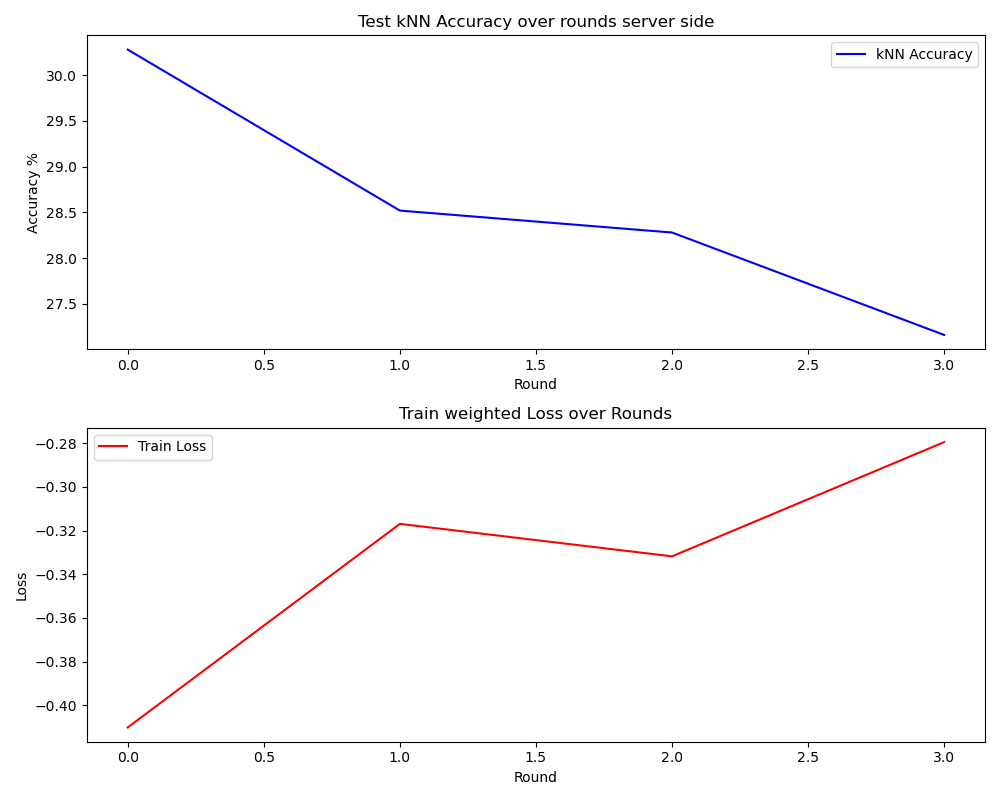 Test kNN Accuracy over rounds server side
kNN Accuracy
Accuracy %
30.0
29.5
29.0
28.5
28.0
27.5
0.0 0.5 1.0 1.5 2.0 2.5 3.0
Round
Train weighted Loss over Rounds
Train Loss
Loss
−0.28
−0.30
−0.32
−0.34
−0.36
−0.38
−0.40
0.0 0.5 1.0 1.5 2.0 2.5 3.0
Round